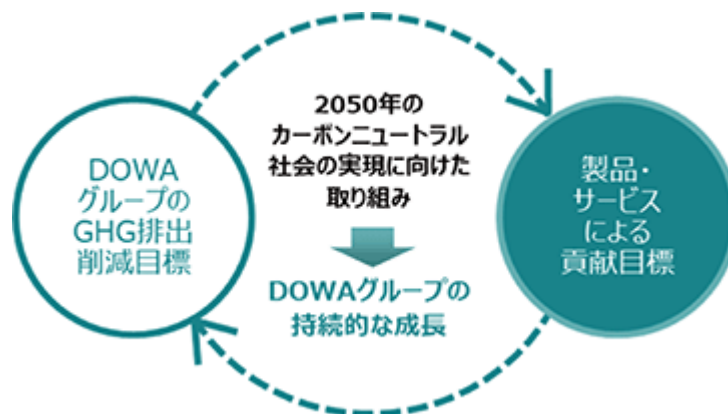 2050年の
カーボンニュートラル
社会の実現に向けた
取り組み
DOWA
グループの
GHG排出
削減目標
製品・
サービス
による
貢献目標
DOWAグループの
持続的な成長